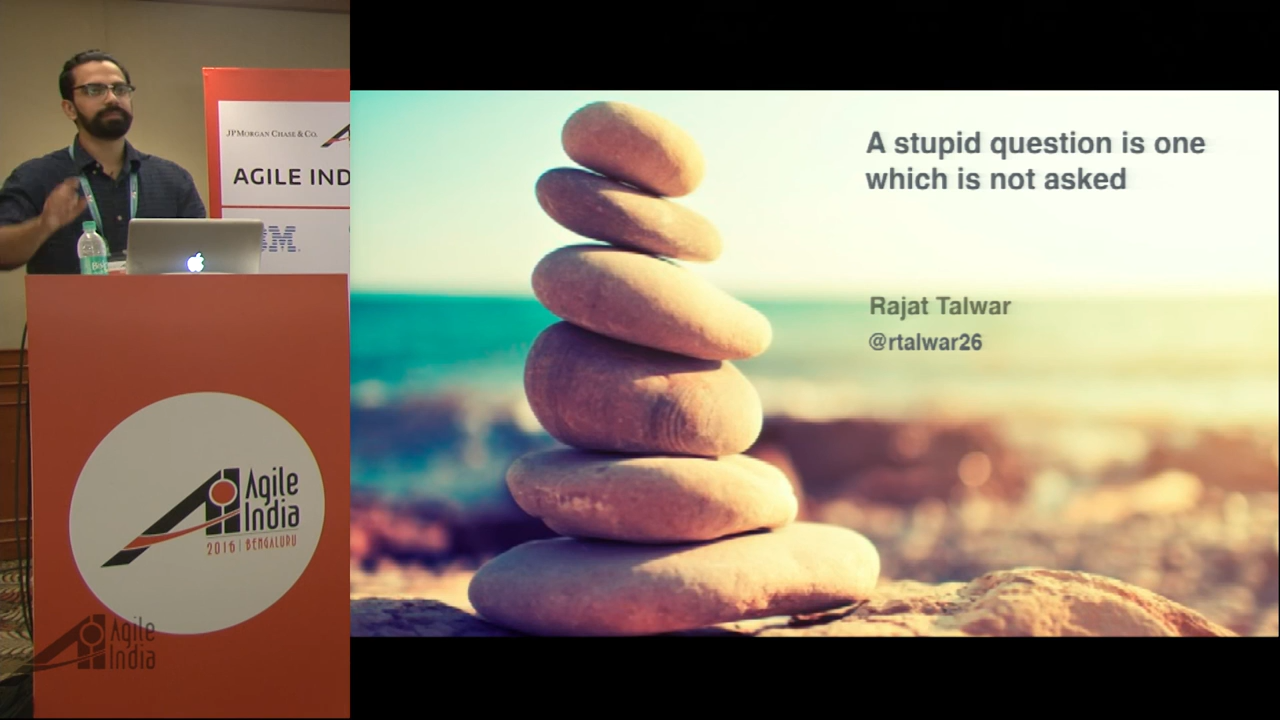 JPMORGAN CHASE & CO.
AGILE IND
Agile
India
2016 | BENGALURU
Agile
India
A stupid question is one
which is not asked
Rajat Talwar
@rtalwar26